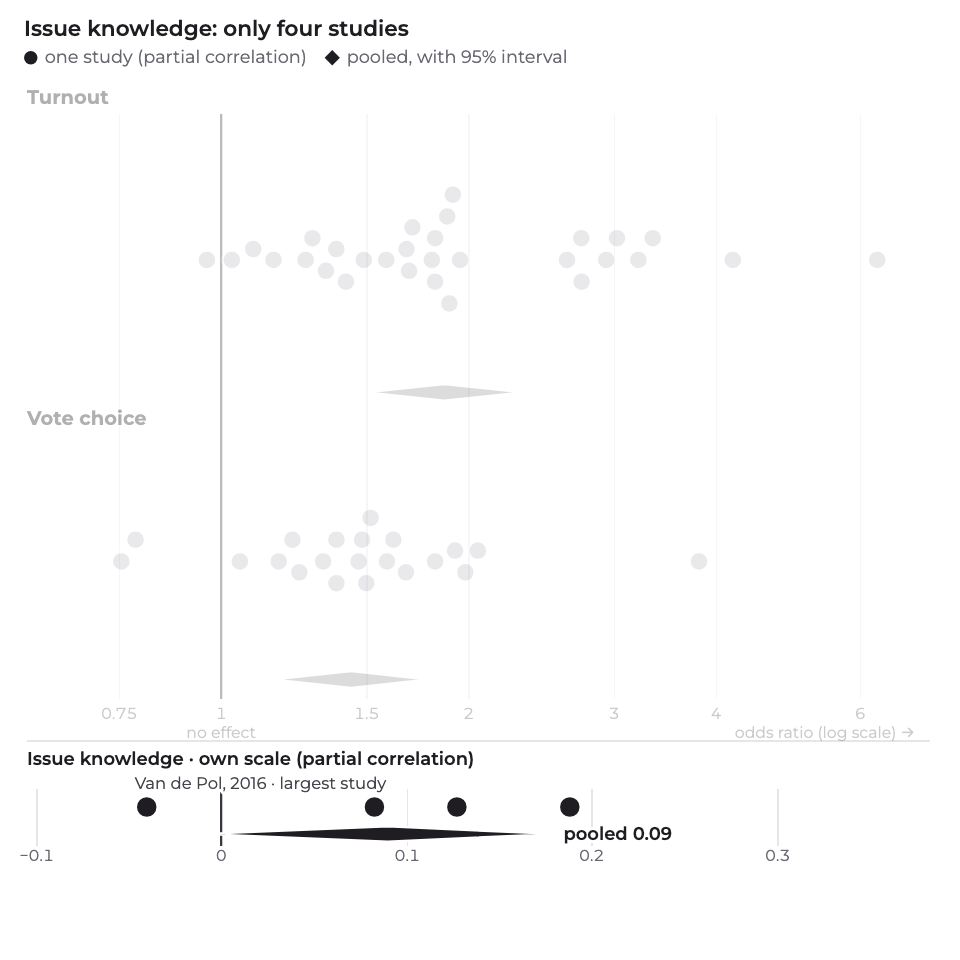 Issue knowledge: only four studies
one study (partial correlation) pooled, with 95% interval
Turnout
Vote choice
0.75 1 1.5 2 3 4 6
no effect odds ratio (log scale) →
Issue knowledge · own scale (partial correlation)
Van de Pol, 2016 · largest study
pooled 0.09
−0.1 0 0.1 0.2 0.3